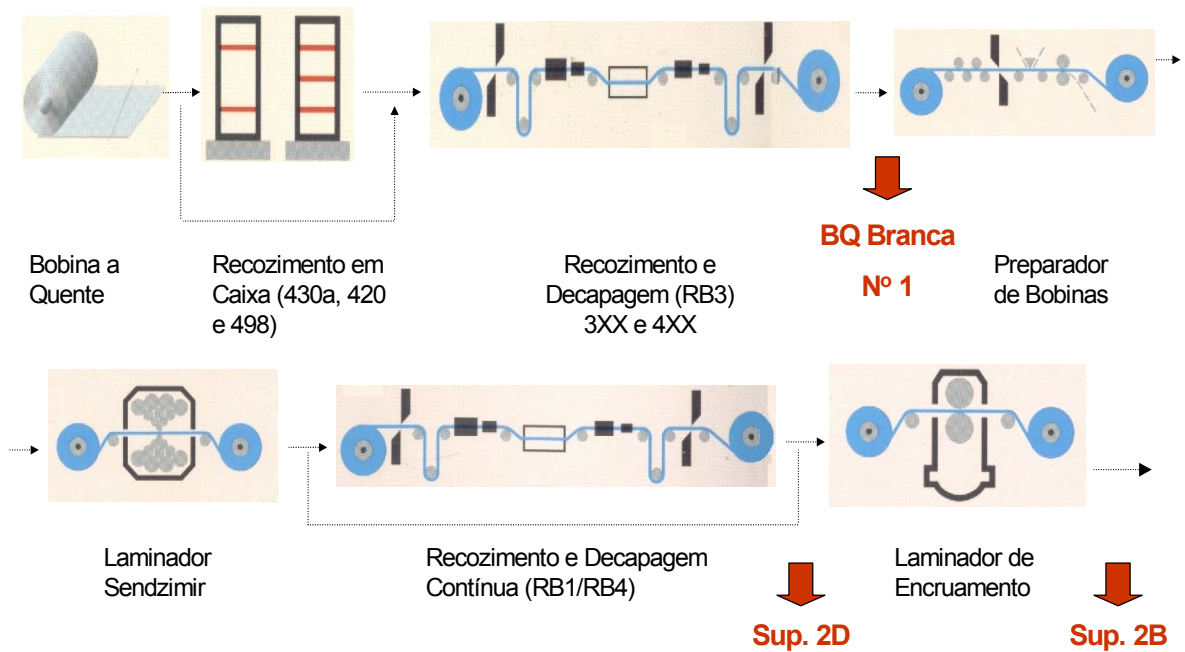 BQ Branca
Nº 1
Bobina a
Quente
Recozimento em
Caixa (430a, 420
e 498)
Recozimento e
Decapagem (RB3)
3XX e 4XX
Preparador
de Bobinas
Laminador
Sendzimir
Recozimento e Decapagem
Contínua (RB1/RB4)
Laminador de
Encruamento
Sup. 2D
Sup. 2B